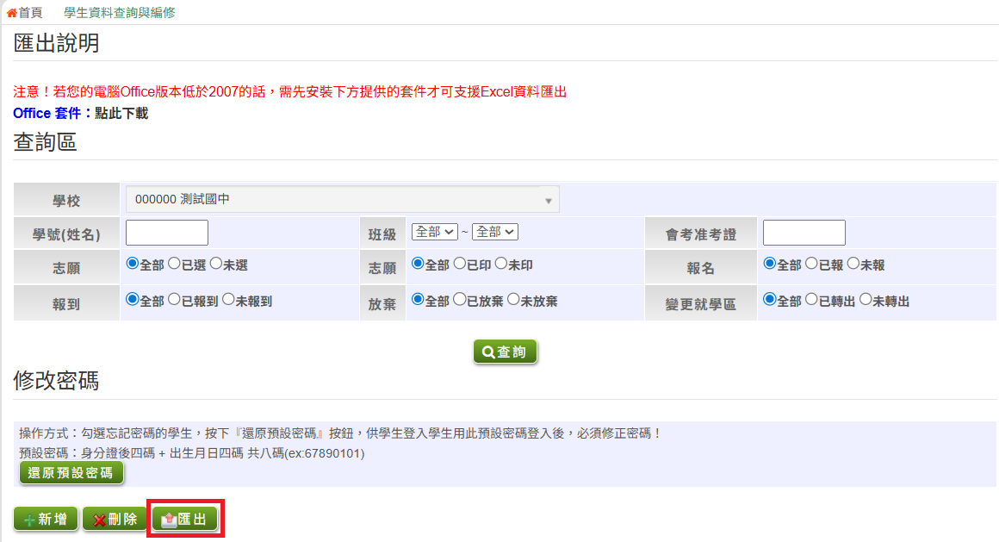 首頁 學生資料查詢與編修
匯出說明
注意！若您的電腦Office版本低於2007的話，需先安裝下方提供的套件才可支援Excel資料匯出
Office 套件：點此下載
查詢區
學校 000000 測試國中
學號(姓名) 班級 全部 ~ 全部 會考准考證
志願 全部 已選 未選 志願 全部 已印 未印 報名 全部 已報 未報
報到 全部 已報到 未報到 放棄 全部 已放棄 未放棄 變更就學區 全部 已轉出 未轉出
查詢
修改密碼
操作方式：勾選忘記密碼的學生，按下『還原預設密碼』按鈕，供學生登入學生用此預設密碼登入後，必須修正密碼！
預設密碼：身分證後四碼 + 出生月日四碼 共八碼(ex:67890101)
還原預設密碼
新增 刪除 匯出